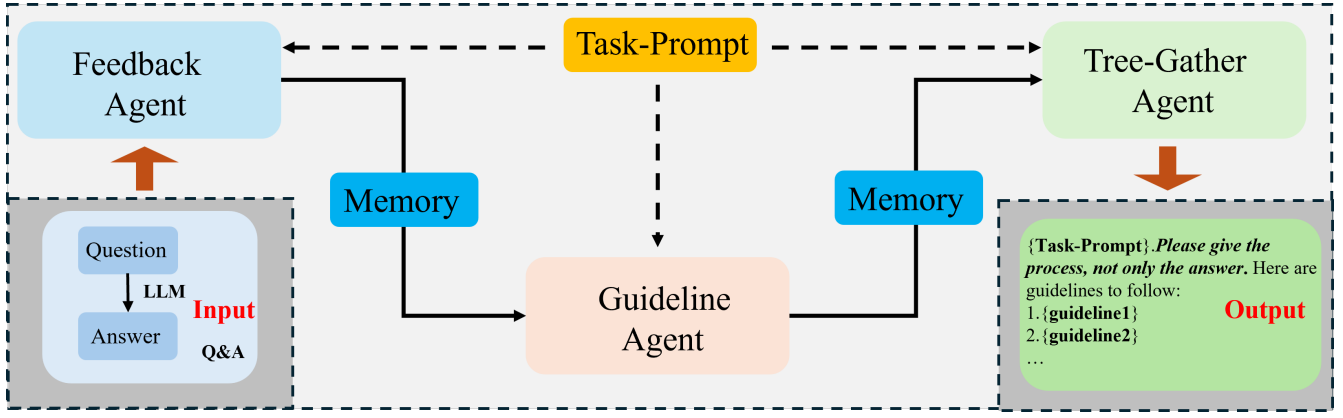 Feedback
Agent
Task-Prompt
Tree-Gather
Agent
Memory
Memory
Guideline
Agent
Question
LLM
Answer
Input
Q&A
{Task-Prompt}.Please give the
process, not only the answer. Here are
guidelines to follow:
1.{guideline1}
2.{guideline2}
…
Output